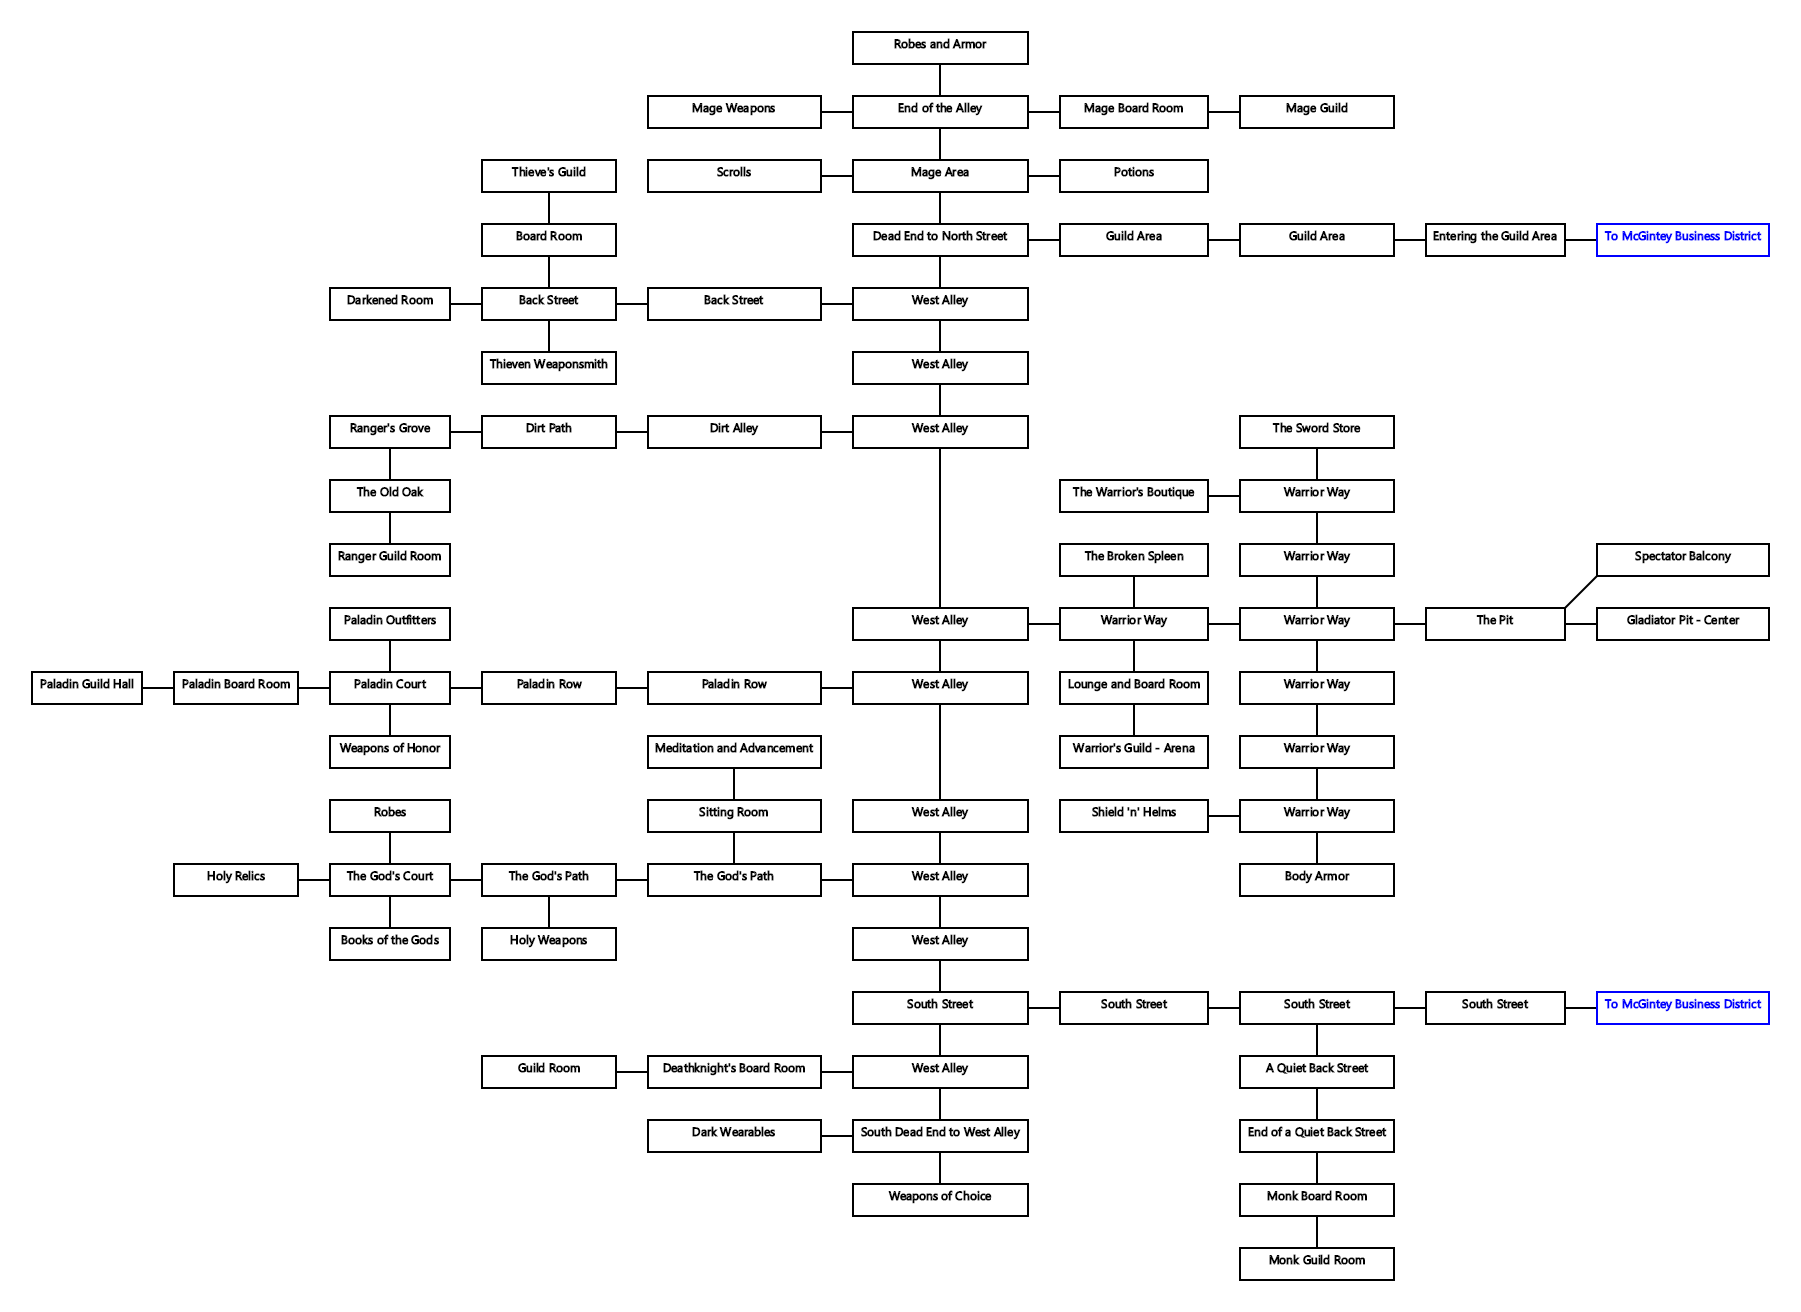 Robes and Armor
Mage Weapons
End of the Alley
Mage Board Room
Mage Guild
Thieve's Guild
Scrolls
Mage Area
Potions
Board Room
Dead End to North Street
Guild Area
Guild Area
Entering the Guild Area
To McGintey Business District
Darkened Room
Back Street
Back Street
West Alley
Thieven Weaponsmith
West Alley
Ranger's Grove
Dirt Path
Dirt Alley
West Alley
The Sword Store
The Old Oak
The Warrior's Boutique
Warrior Way
Ranger Guild Room
The Broken Spleen
Warrior Way
Spectator Balcony
Paladin Outfitters
West Alley
Warrior Way
Warrior Way
The Pit
Gladiator Pit - Center
Paladin Guild Hall
Paladin Board Room
Paladin Court
Paladin Row
Paladin Row
West Alley
Lounge and Board Room
Warrior Way
Weapons of Honor
Meditation and Advancement
Warrior's Guild - Arena
Warrior Way
Robes
Sitting Room
West Alley
Shield 'n' Helms
Warrior Way
Holy Relics
The God's Court
The God's Path
The God's Path
West Alley
Body Armor
Books of the Gods
Holy Weapons
West Alley
South Street
South Street
South Street
South Street
To McGintey Business District
Guild Room
Deathknight's Board Room
West Alley
A Quiet Back Street
Dark Wearables
South Dead End to West Alley
End of a Quiet Back Street
Weapons of Choice
Monk Board Room
Monk Guild Room